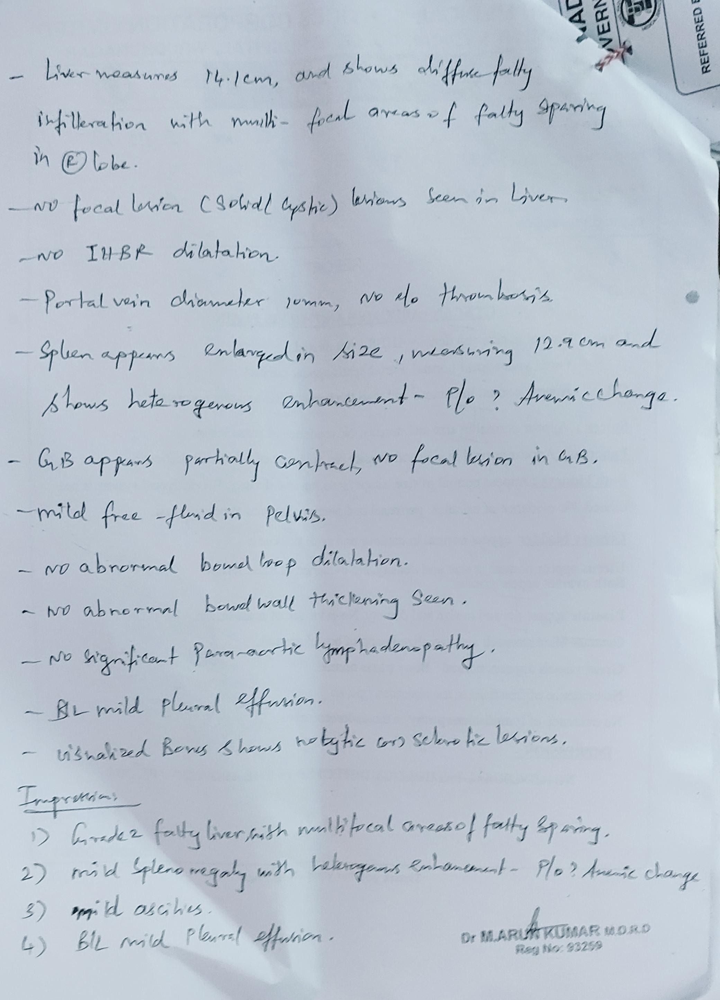 - Liver measures 14.1cm, and shows diffuse fatty
infilteration with multi- focal areas of fatty sparing
in Ⓡ lobe.
- NO focal lesion (Solid/ Cystic) lesions seen in Liver
- NO IHBR dilatation.
- Portal vein diameter 10mm, NO e/o thrombosis.
- Spleen appears enlarged in size, measuring 12.9 cm and
shows heterogenous enhancement - P/o ? Anemic change.
- GB appears partially contract, NO focal lesion in GB.
- mild free -fluid in Pelvis.
- NO abnormal bowel loop dilatation.
- NO abnormal bowel wall thickening seen.
- NO significant Para-aortic lymphadenopathy.
- B/L mild Pleural effusion.
- visualized Bones shows no lytic (or) sclerotic lesions.
Impression:
1) Grade 2 fatty liver, with multifocal areas of fatty sparing.
2) mild splenomegaly with heterogenous enhancement - P/o ? Anemic change
3) mild ascities.
4) B/L mild Pleural effusion.
Dr M.ARUN KUMAR M.D.R.D
Reg No: 93259
REFERRED